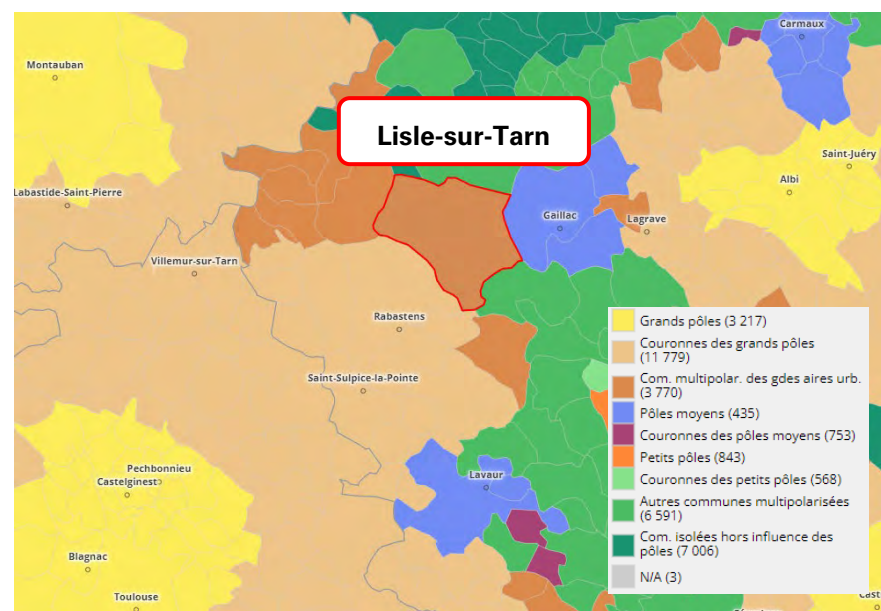 Carmaux
Montauban
Lisle-sur-Tarn
Saint-Juéry
Albi
Labastide-Saint-Pierre
Gaillac
Lagrave
Villemur-sur-Tarn
Rabastens
Saint-Sulpice-la-Pointe
Pechbonnieu
Castelginest
Lavaur
Blagnac
Toulouse
Grands pôles (3 217)
Couronnes des grands pôles
(11 779)
Com. multipolar. des gdes aires urb.
(3 770)
Pôles moyens (435)
Couronnes des pôles moyens (753)
Petits pôles (843)
Couronnes des petits pôles (568)
Autres communes multipolarisées
(6 591)
Com. isolées hors influence des
pôles (7 006)
N/A (3)
Cast